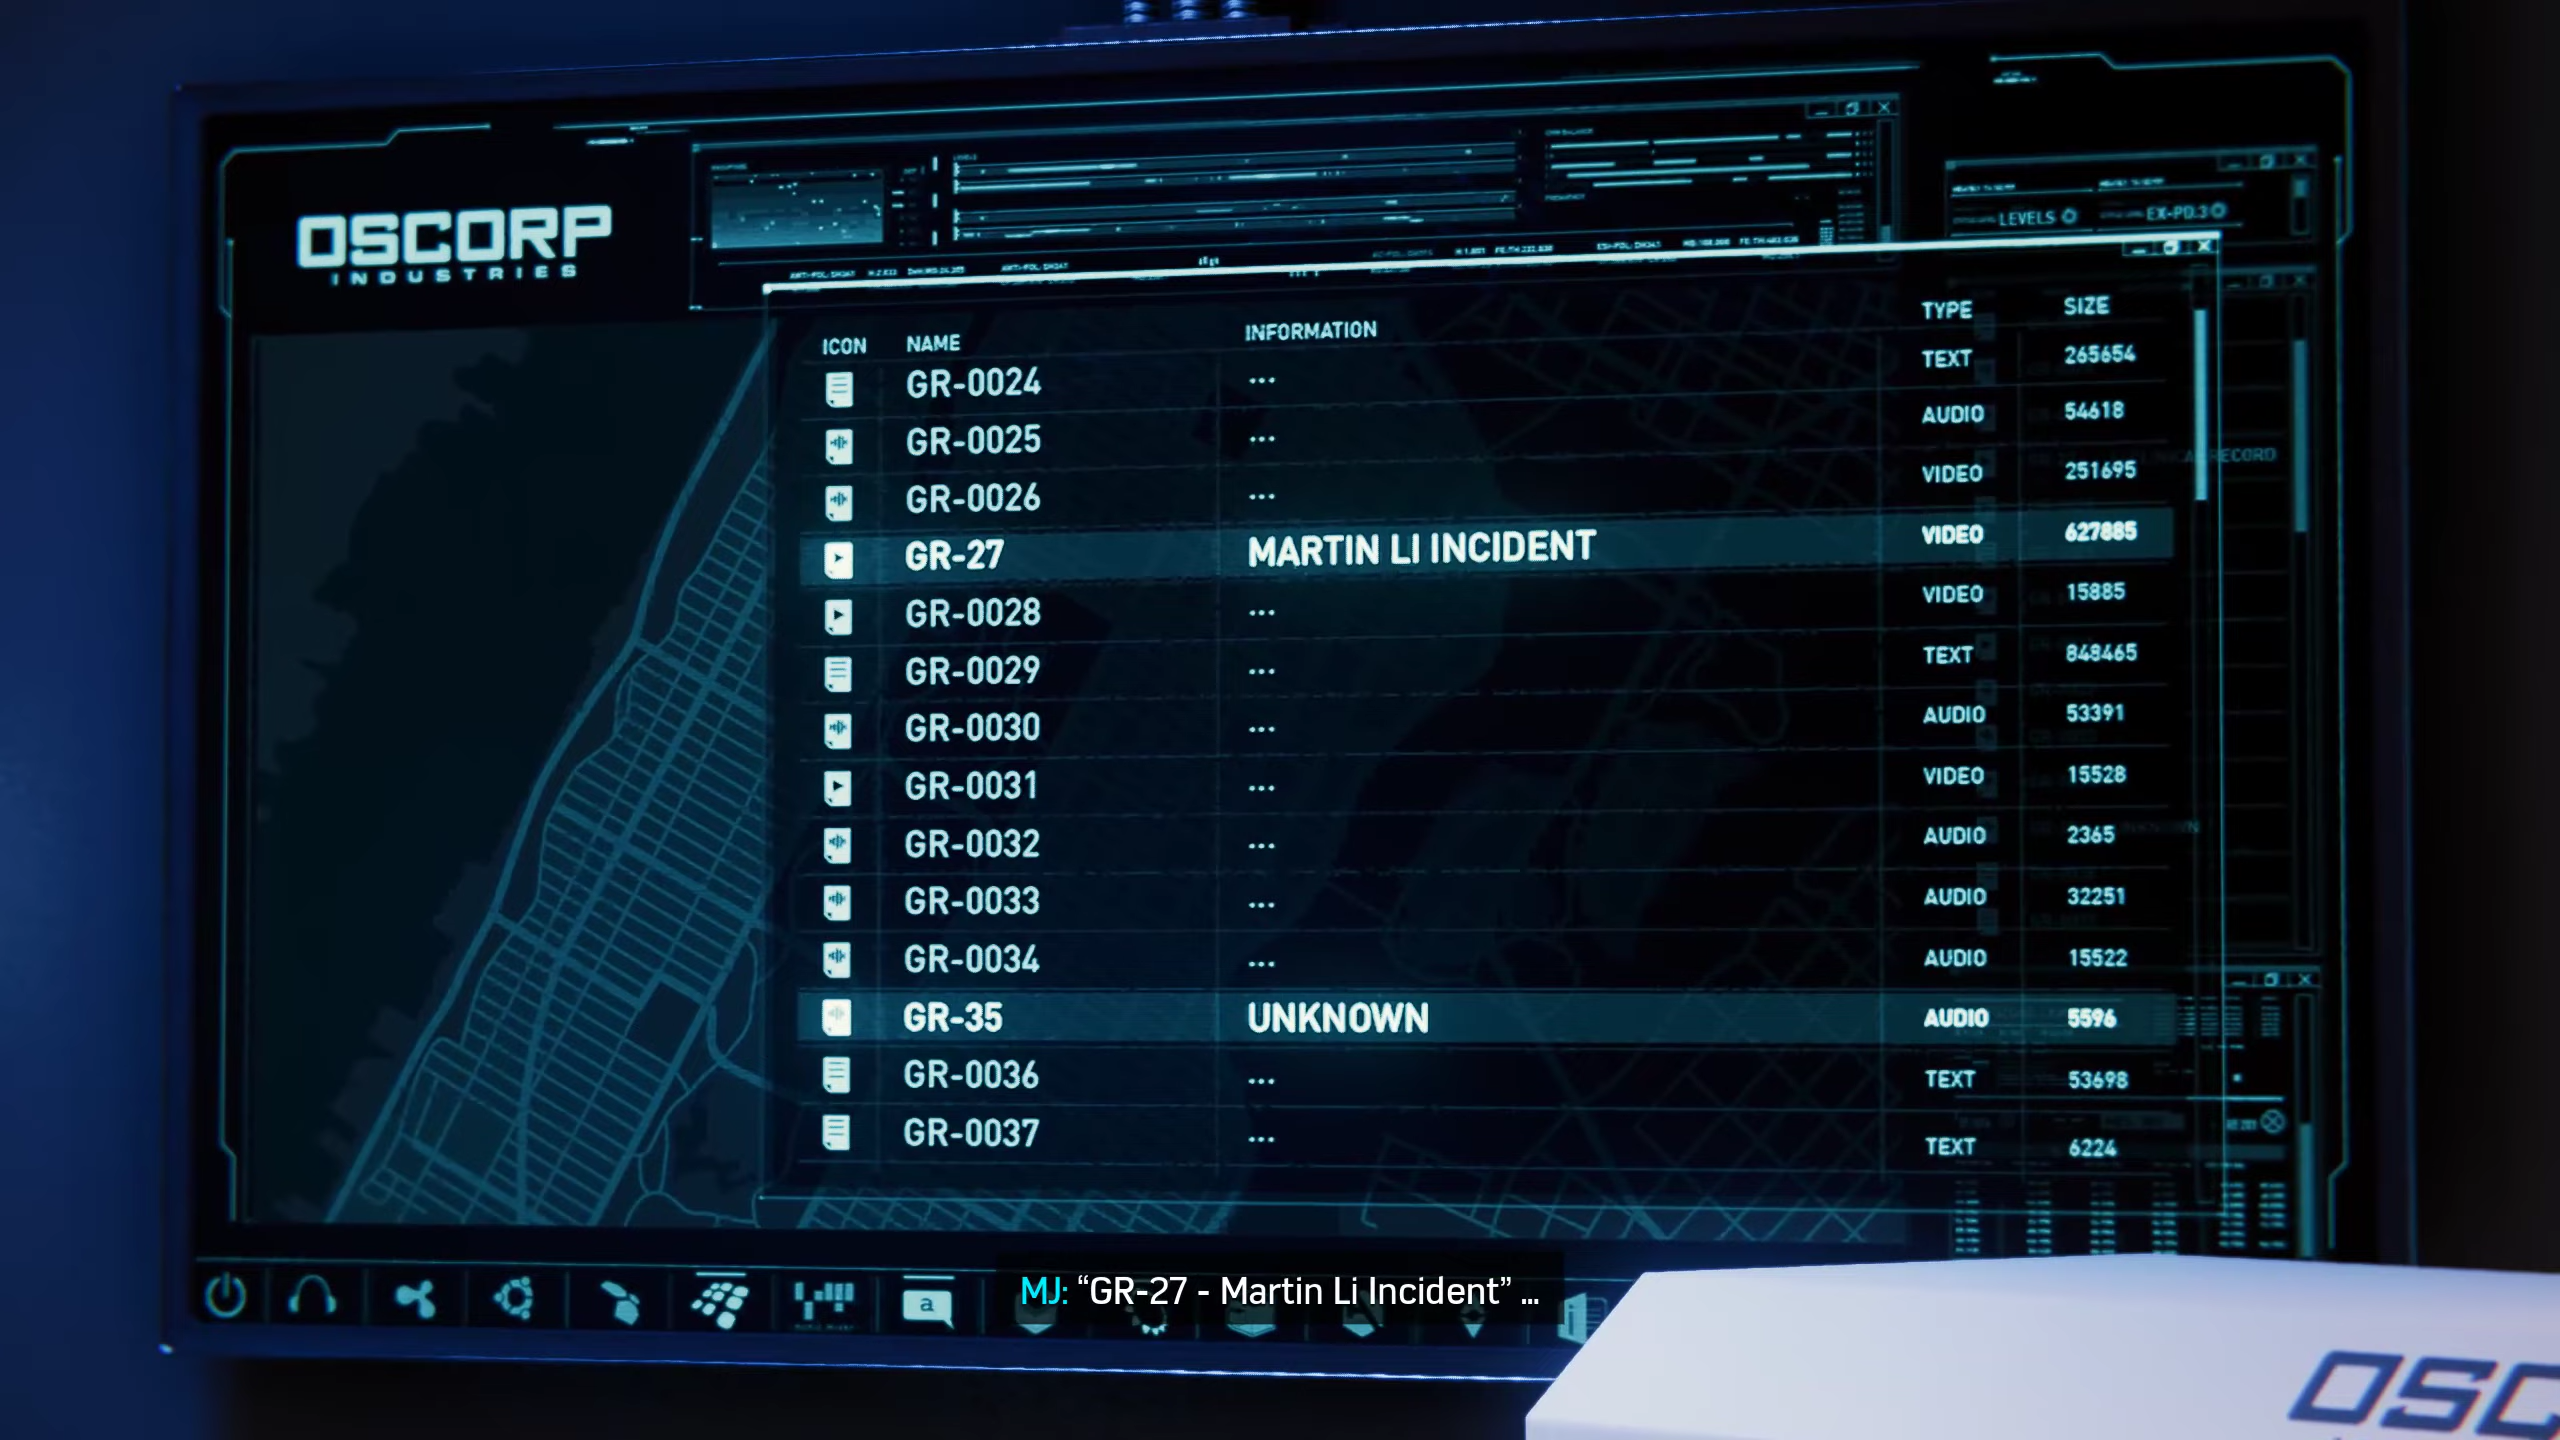 OSCORP
INDUSTRIES
LEVELS
EX-PD.3
ICON NAME INFORMATION TYPE SIZE
GR-0024 ... TEXT 265654
GR-0025 ... AUDIO 54618
GR-0026 ... VIDEO 251695
GR-27 MARTIN LI INCIDENT VIDEO 627885
GR-0028 ... VIDEO 15885
GR-0029 ... TEXT 848465
GR-0030 ... AUDIO 53391
GR-0031 ... VIDEO 15528
GR-0032 ... AUDIO 2365
GR-0033 ... AUDIO 32251
GR-0034 ... AUDIO 15522
GR-35 UNKNOWN AUDIO 5596
GR-0036 ... TEXT 53698
GR-0037 ... TEXT 6224
RECORD
a
MJ: “GR-27 - Martin Li Incident” ...
OSC